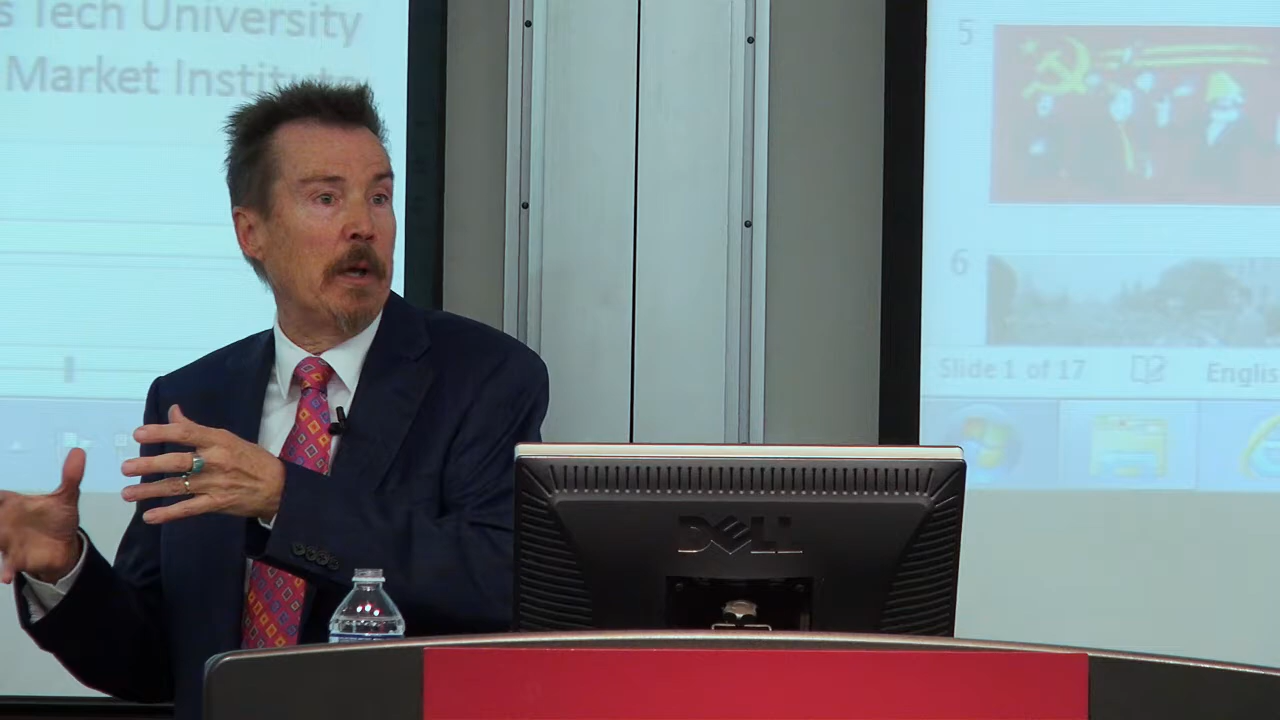 s Tech University
Market Institute
5
6
Slide 1 of 17
Englis
DELL